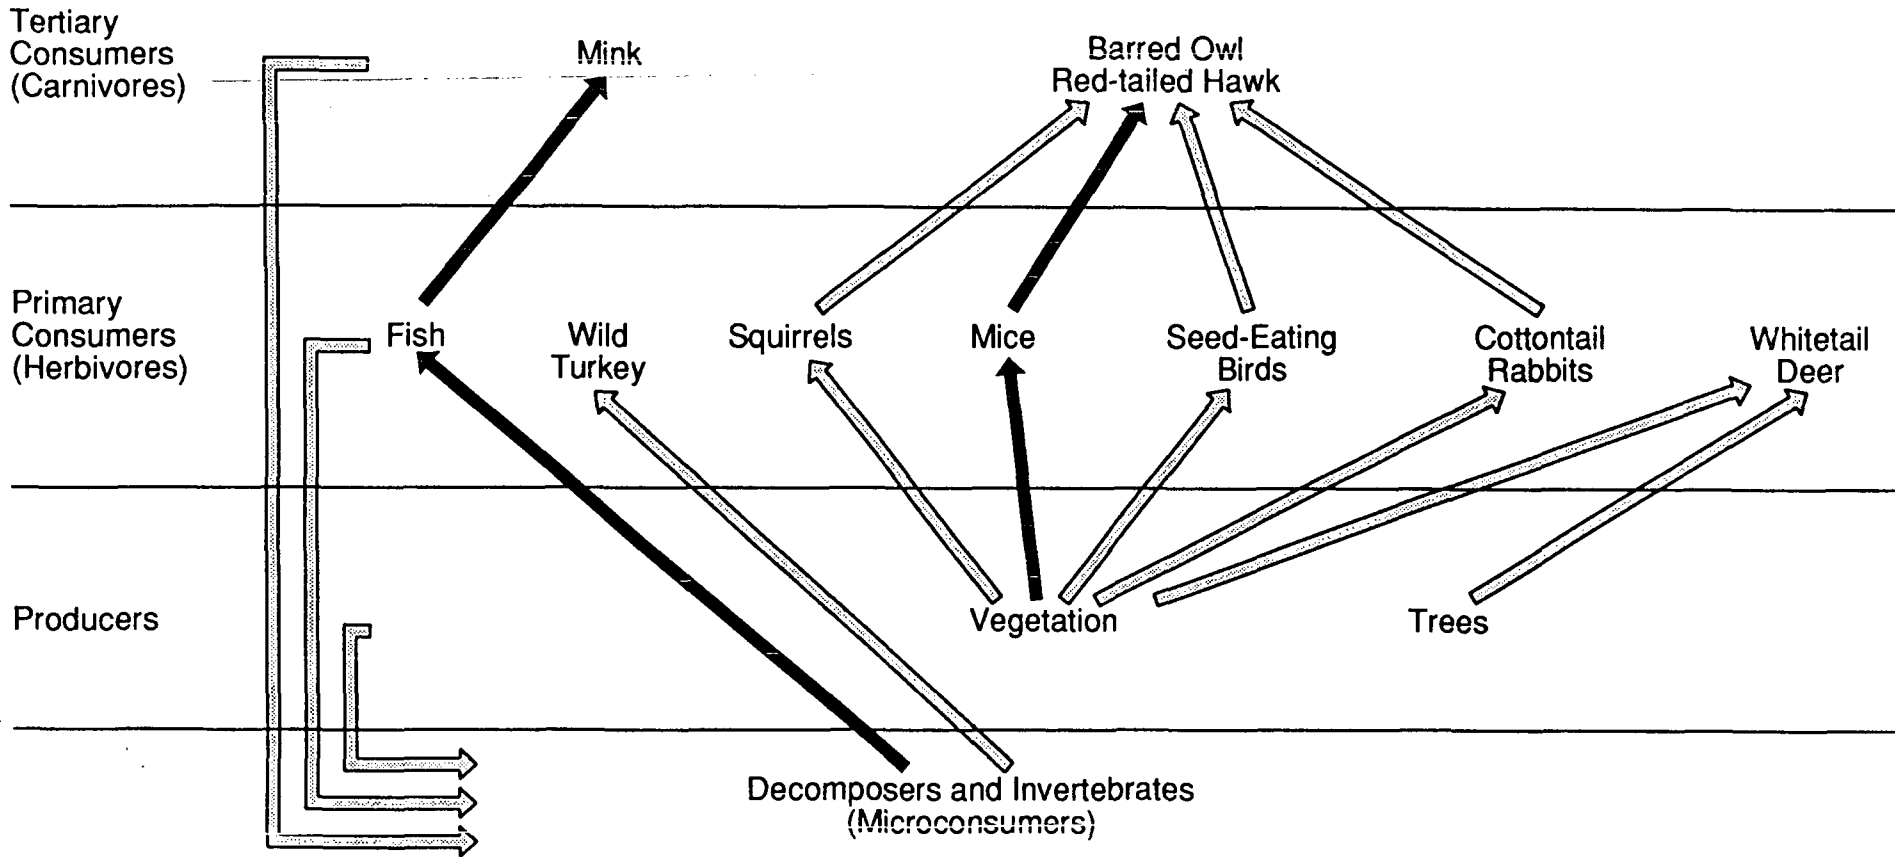 Tertiary
Consumers
(Carnivores)
Mink
Barred Owl
Red-tailed Hawk
Primary
Consumers
(Herbivores)
Fish
Wild
Turkey
Squirrels
Mice
Seed-Eating
Birds
Cottontail
Rabbits
Whitetail
Deer
Producers
Vegetation
Trees
Decomposers and Invertebrates
(Microconsumers)